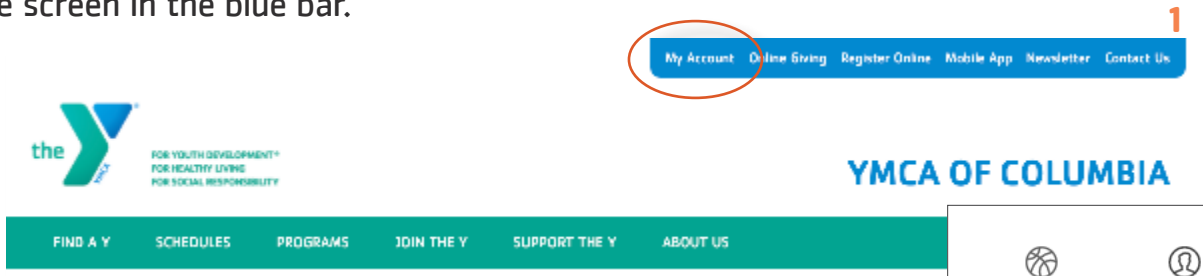 e screen in the blue bar.
1
My Account Online Giving Register Online Mobile App Newsletter Contact Us
the
YMCA
FOR YOUTH DEVELOPMENT®
FOR HEALTHY LIVING
FOR SOCIAL RESPONSIBILITY
YMCA OF COLUMBIA
FIND A Y SCHEDULES PROGRAMS JOIN THE Y SUPPORT THE Y ABOUT US